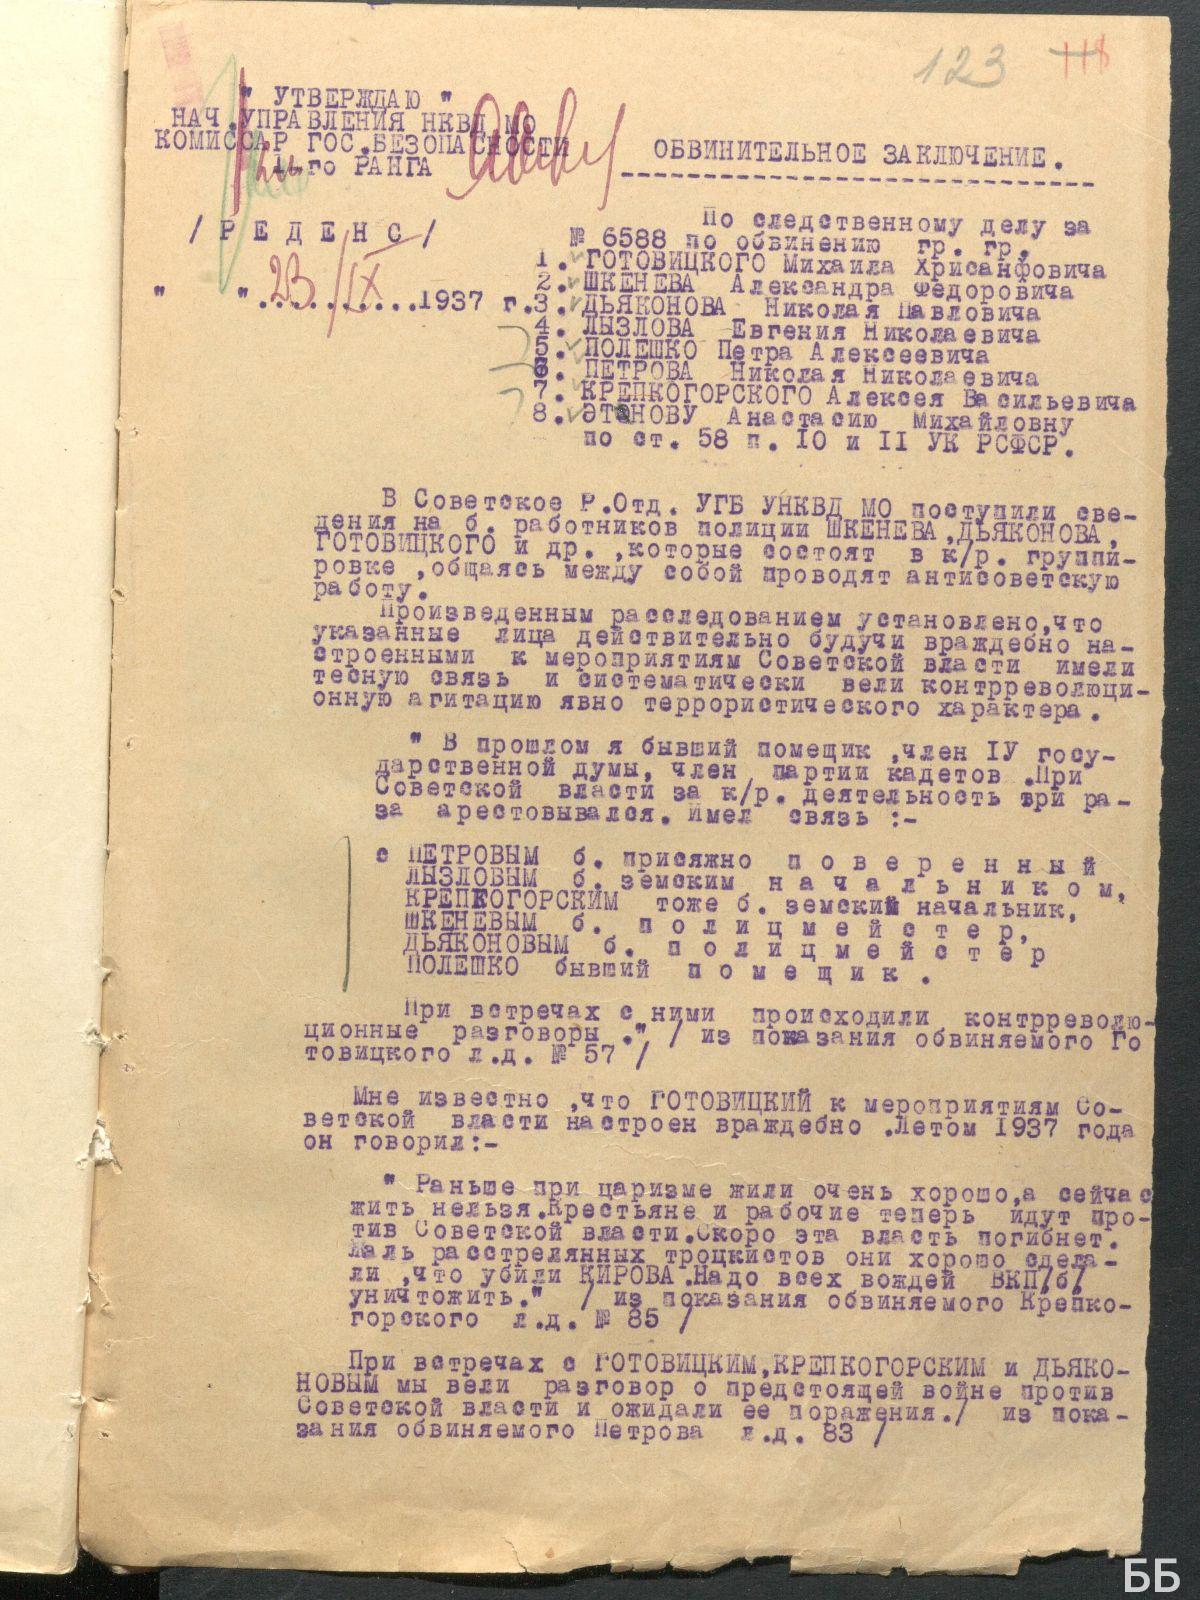 123 118
" УТВЕРЖДАЮ "
НАЧ.УПРАВЛЕНИЯ НКВД МО
КОМИССАР ГОС.БЕЗОПАСНОСТИ
1-го РАНГА
/ Р Е Д Е Н С /
" " 23/IX 1937 г.
ОБВИНИТЕЛЬНОЕ ЗАКЛЮЧЕНИЕ.
По следственному делу за
№ 6588 по обвинению гр. гр.
1. ГОТОВИЦКОГО Михаила Хрисанфовича
2. ШКЕНЕВА Александра Федоровича
3. ДЬЯКОНОВА Николая Павловича
4. ЛЫЗЛОВА Евгения Николаевича
5. ПОЛЕШКО Петра Алексеевича
6. ПЕТРОВА Николая Николаевича
7. КРЕПКОГОРСКОГО Алексея Васильевича
8. ЭТАНОВУ Анастасию Михайловну
по ст. 58 п. IO и II УК РСФСР.
В Советское Р.Отд. УГБ УНКВД МО поступили све-
дения на б. работников полиции ШКЕНЕВА,ДЬЯКОНОВА,
ГОТОВИЦКОГО и др. ,которые состоят в к/р. группи-
ровке ,общаясь между собой проводят антисоветскую
работу.
Произведенным расследованием установлено,что
указанные лица действительно будучи враждебно на-
строенными к мероприятиям Советской власти имели
тесную связь и систематически вели контрреволюци-
онную агитацию явно террористического характера.
" В прошлом я бывший помещик ,член IУ госу-
дарственной думы, член партии кадетов .При
Советской власти за к/р. деятельность три ра-
за арестовывался. Имел связь :-
с ПЕТРОВЫМ б. присяжно п о в е р е н н ы й
ЛЫЗЛОВЫМ б. земским н а ч а л ь н и к о м,
КРЕПКОГОРСКИМ тоже б. земский начальник,
ШКЕНЕВЫМ б. п о л и ц м е й с т е р,
ДЬЯКОНОВЫМ б. п о л и ц м е й с т е р
ПОЛЕШКО бывший п о м е щ и к .
При встречах с ними происходили контрреволю-
ционные разговоры ." / из показания обвиняемого Го
товицкого л.д. № 57 /
Мне известно ,что ГОТОВИЦКИЙ к мероприятиям Со-
ветской власти настроен враждебно .Летом 1937 года
он говорил:-
" Раньше при царизме жили очень хорошо,а сейчас
жить нельзя.Крестьяне и рабочие теперь идут про-
тив Советской власти.Скоро эта власть погибнет.
Жаль расстрелянных троцкистов они хорошо сдела-
ли ,что убили КИРОВА.Надо всех вождей ВКП/б/
уничтожить." / из показания обвиняемого Крепко-
горского л.д. № 85 /
При встречах с ГОТОВИЦКИМ,КРЕПКОГОРСКИМ и ДЬЯКО-
НОВЫМ мы вели разговор о предстоящей войне против
Советской власти и ожидали ее поражения./ из пока-
зания обвиняемого Петрова л.д. 83 /
ББ